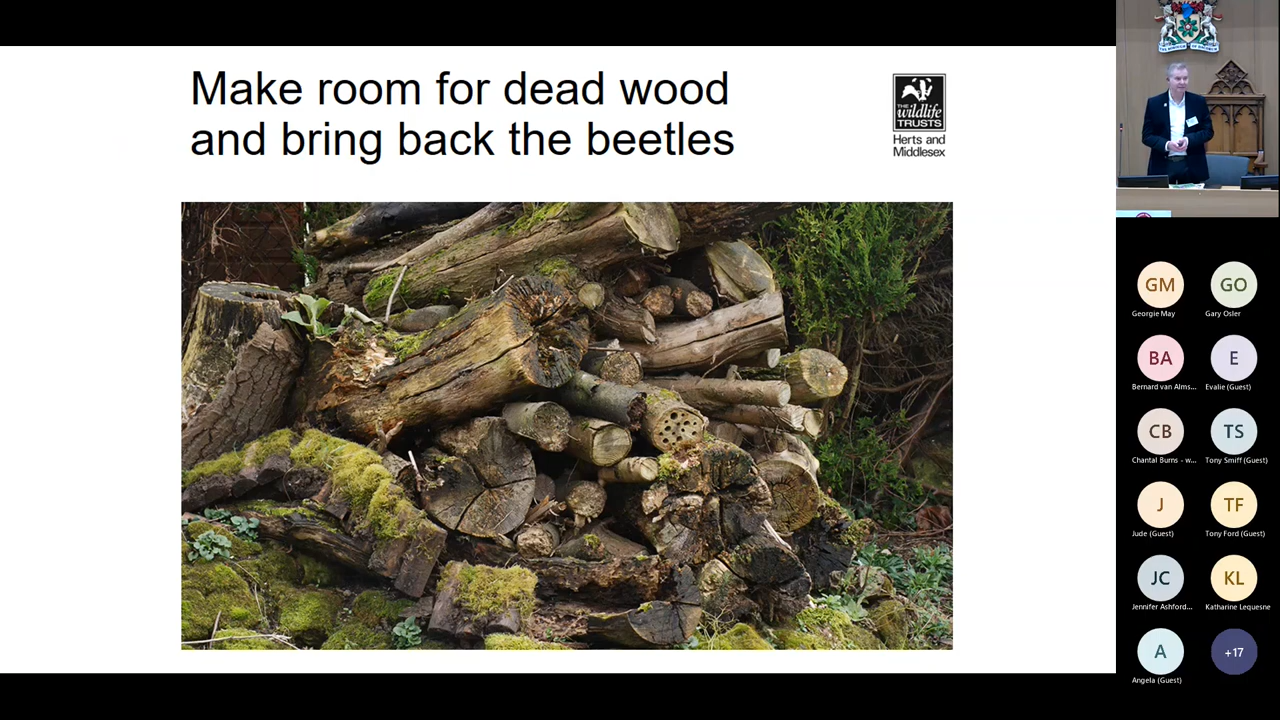 Make room for dead wood
and bring back the beetles
THE
wildlife
TRUSTS
Herts and
Middlesex
GM
Georgie May
GO
Gary Osler
BA
Bernard van Alms...
E
Evalie (Guest)
CB
Chantal Burns - w...
TS
Tony Smiff (Guest)
J
Jude (Guest)
TF
Tony Ford (Guest)
JC
Jennifer Ashford...
KL
Katharine Lequesne
A
Angela (Guest)
+17